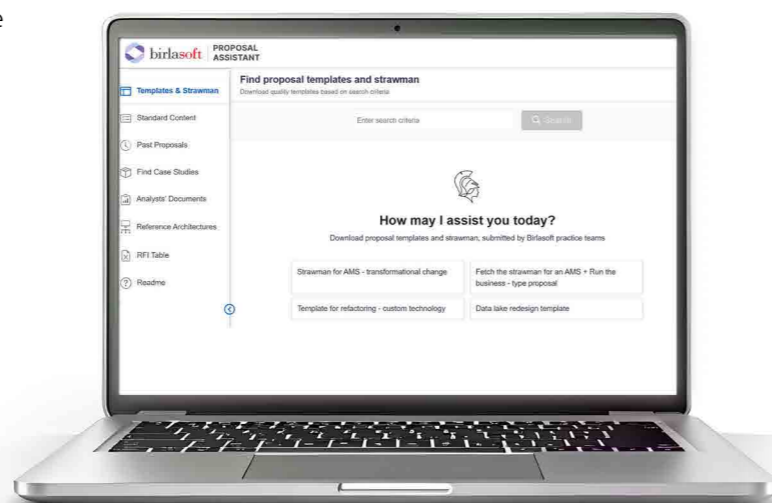 e
birlasoft PROPOSAL
ASSISTANT
Templates & Strawman
Standard Content
Past Proposals
Find Case Studies
Analysts' Documents
Reference Architectures
RFI Table
Readme
Find proposal templates and strawman
Download quality templates based on search criteria
Enter search criteria
Search
How may I assist you today?
Download proposal templates and strawman, submitted by Birlasoft practice teams
Strawman for AMS - transformational change
Fetch the strawman for an AMS + Run the
business - type proposal
Template for refactoring - custom technology
Data lake redesign template